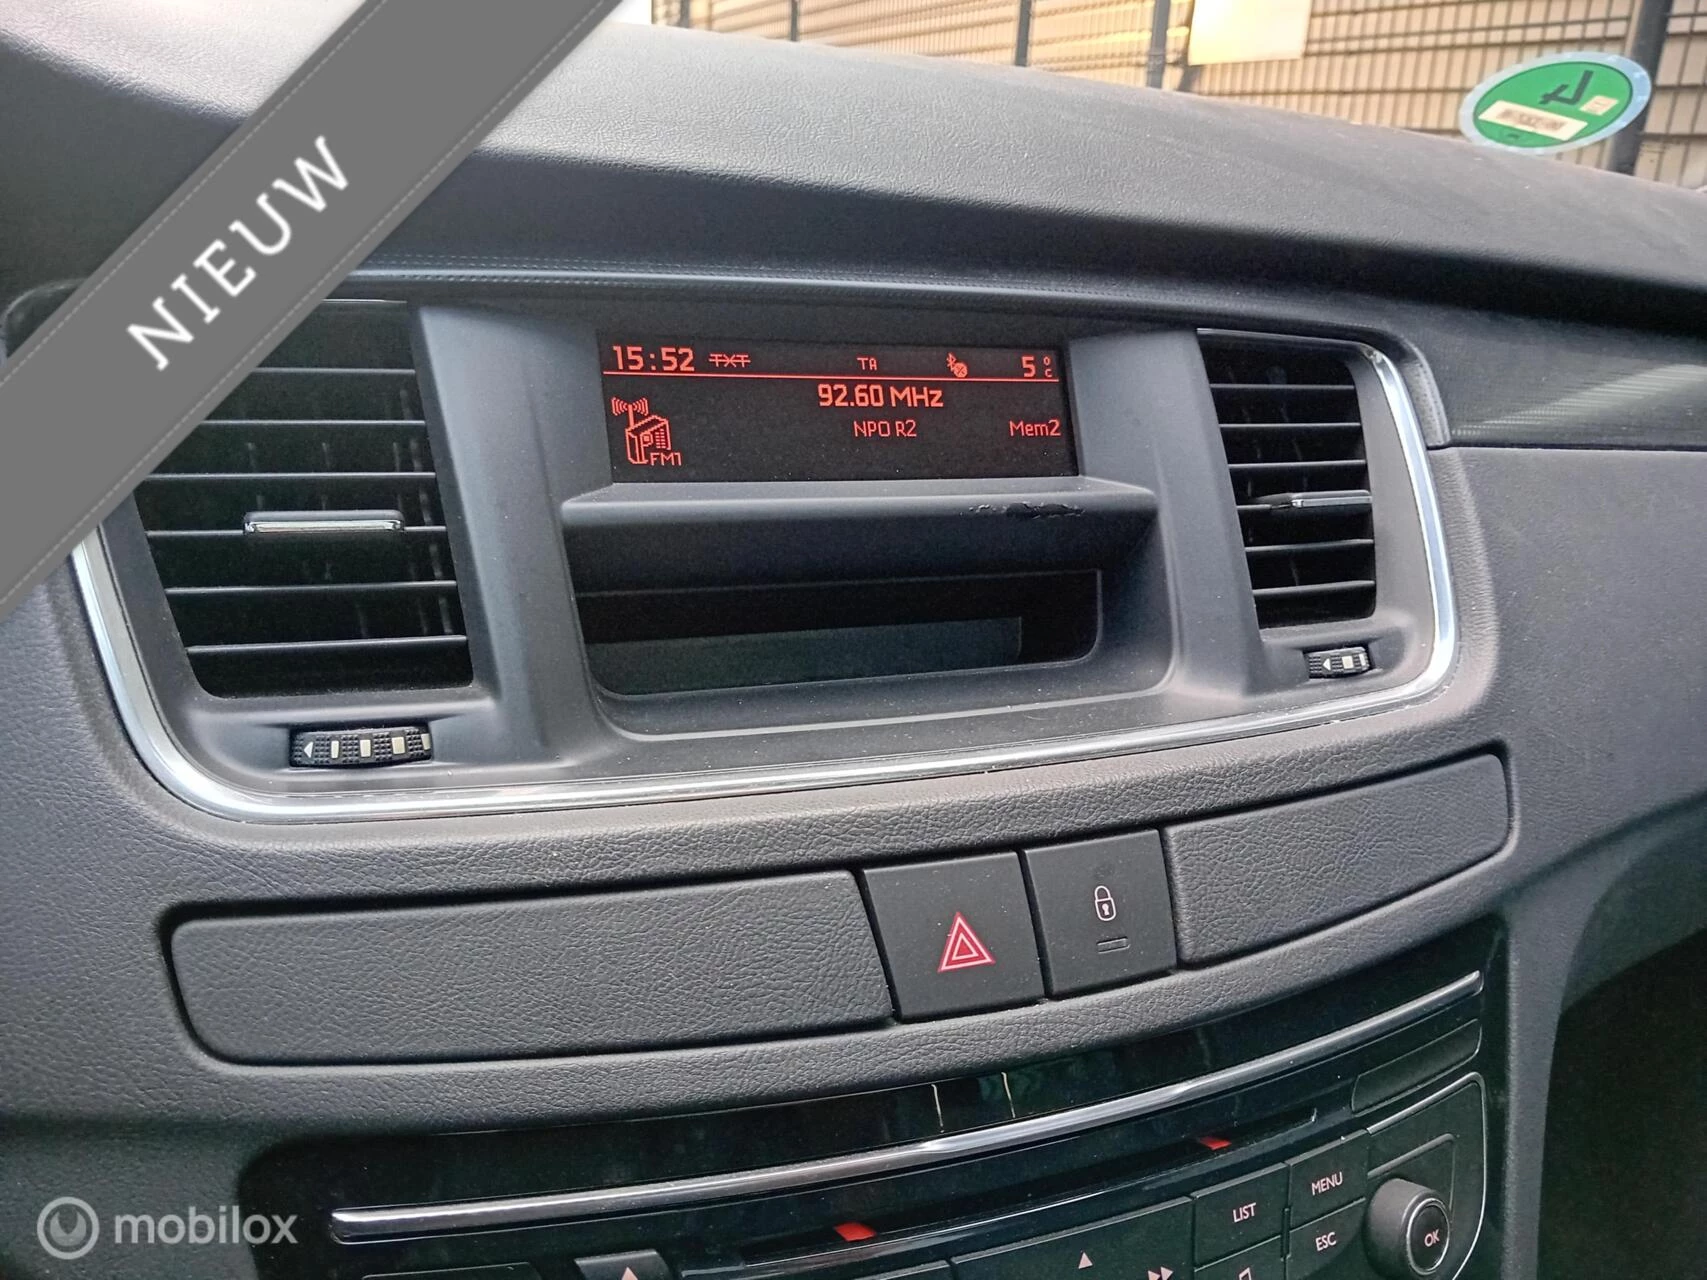 NIEUW
15:52 TXT TA 5°C
92.60 MHz
NPO R2 Mem2
FM1
MENU
LIST
ESC
OK
mobilox